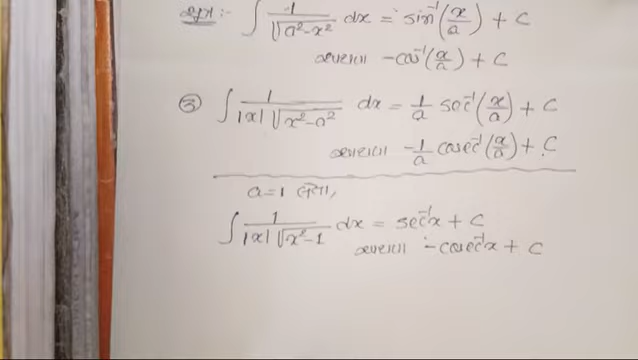 સૂત્ર :- ∫ 1/√(a²-x²) dx = sin⁻¹(x/a) + C
અથવા -cos⁻¹(x/a) + C
③ ∫ 1/(|x|√(x²-a²)) dx = 1/a sec⁻¹(x/a) + C
અથવા -1/a cosec⁻¹(x/a) + C
a=1 લેતા,
∫ 1/(|x|√(x²-1)) dx = sec⁻¹x + C
અથવા -cosec⁻¹x + C